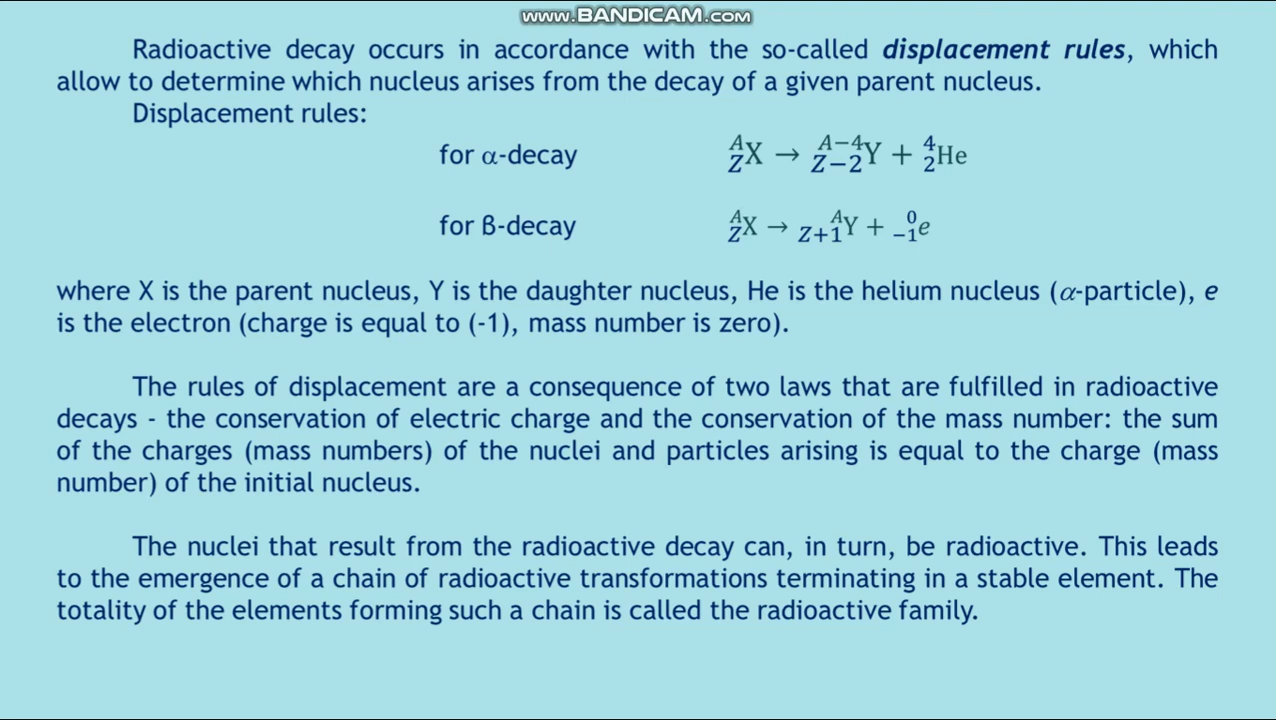 www.BANDICAM.com
Radioactive decay occurs in accordance with the so-called displacement rules, which
allow to determine which nucleus arises from the decay of a given parent nucleus.
Displacement rules:
for α-decay ᴬ_Z X → ᴬ⁻⁴_Z−2 Y + ⁴₂He
for ß-decay ᴬ_Z X → ᴬ_Z+1 Y + ⁰₋₁e
where X is the parent nucleus, Y is the daughter nucleus, He is the helium nucleus (α-particle), e
is the electron (charge is equal to (-1), mass number is zero).
The rules of displacement are a consequence of two laws that are fulfilled in radioactive
decays - the conservation of electric charge and the conservation of the mass number: the sum
of the charges (mass numbers) of the nuclei and particles arising is equal to the charge (mass
number) of the initial nucleus.
The nuclei that result from the radioactive decay can, in turn, be radioactive. This leads
to the emergence of a chain of radioactive transformations terminating in a stable element. The
totality of the elements forming such a chain is called the radioactive family.